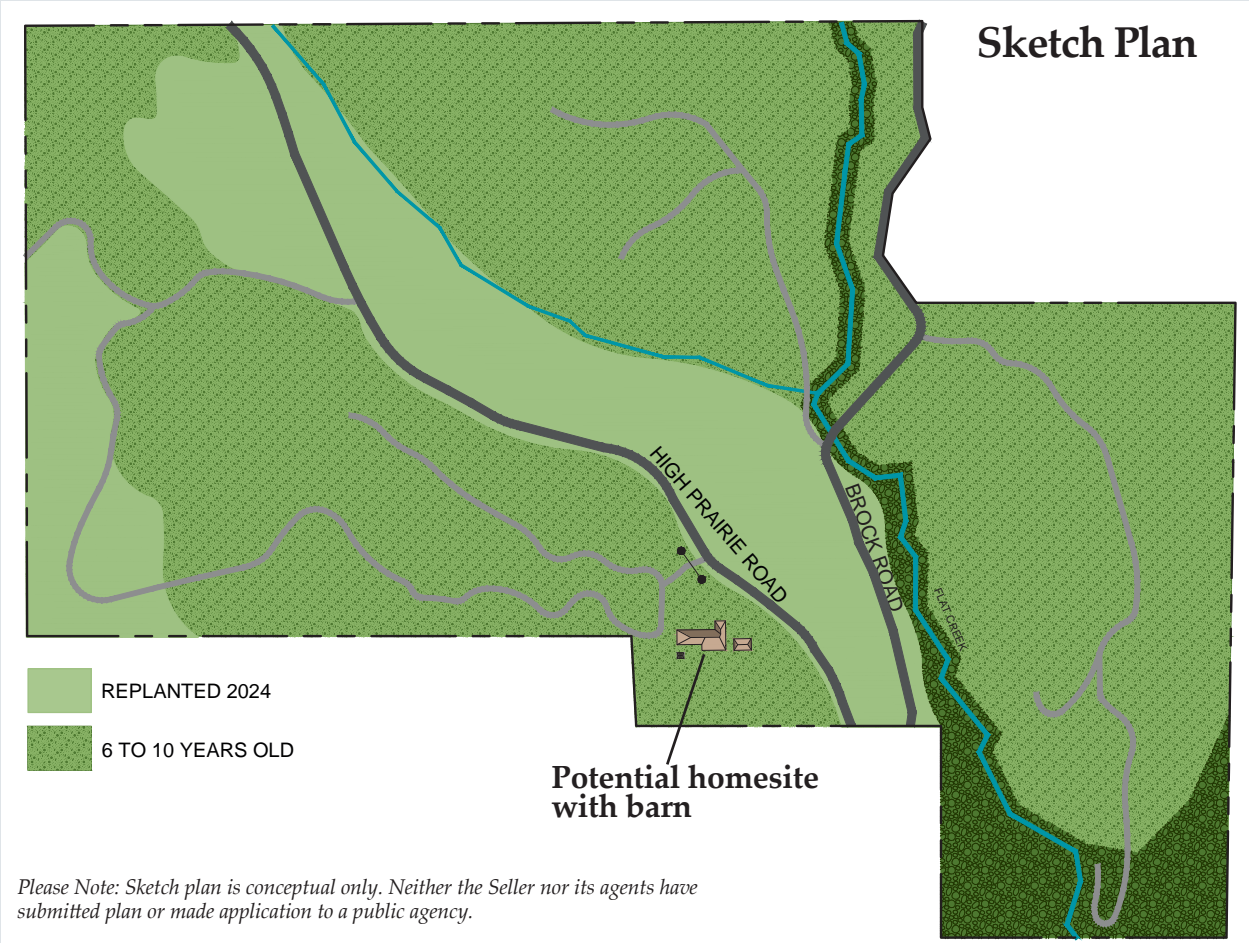 Sketch Plan
HIGH PRAIRIE ROAD
BROCK ROAD
FLAT CREEK
REPLANTED 2024
6 TO 10 YEARS OLD
Potential homesite
with barn
Please Note: Sketch plan is conceptual only. Neither the Seller nor its agents have
submitted plan or made application to a public agency.